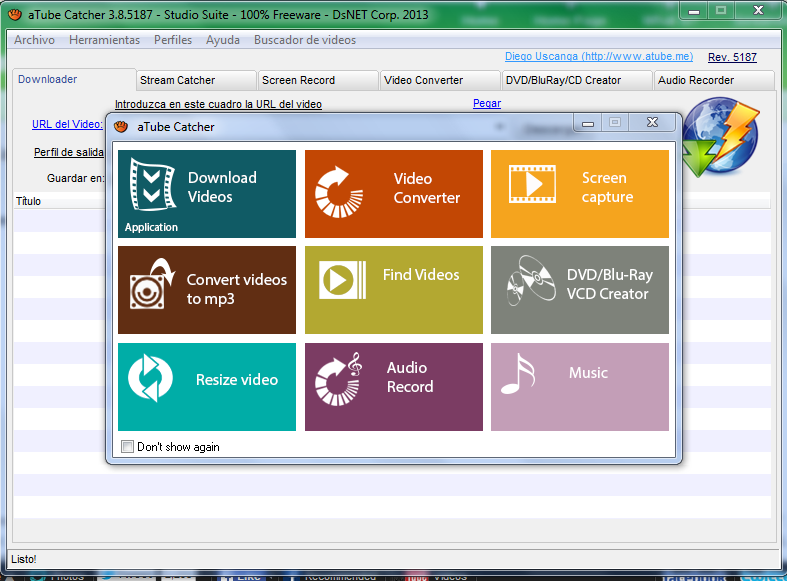 aTube Catcher 3.8.5187 - Studio Suite - 100% Freeware - DsNET Corp. 2013
Archivo Herramientas Perfiles Ayuda Buscador de videos
Diego Uscanga (http://www.atube.me) Rev. 5187
Downloader Stream Catcher Screen Record Video Converter DVD/BluRay/CD Creator Audio Recorder
Introduzca en este cuadro la URL del video Pegar
URL del Video:
Perfil de salida
Guardar en:
Título
aTube Catcher
Download
Videos
Application
Video
Converter
Screen
capture
Convert videos
to mp3
Find Videos
DVD/Blu-Ray
VCD Creator
Resize video
Audio
Record
Music
Don't show again
Listo!